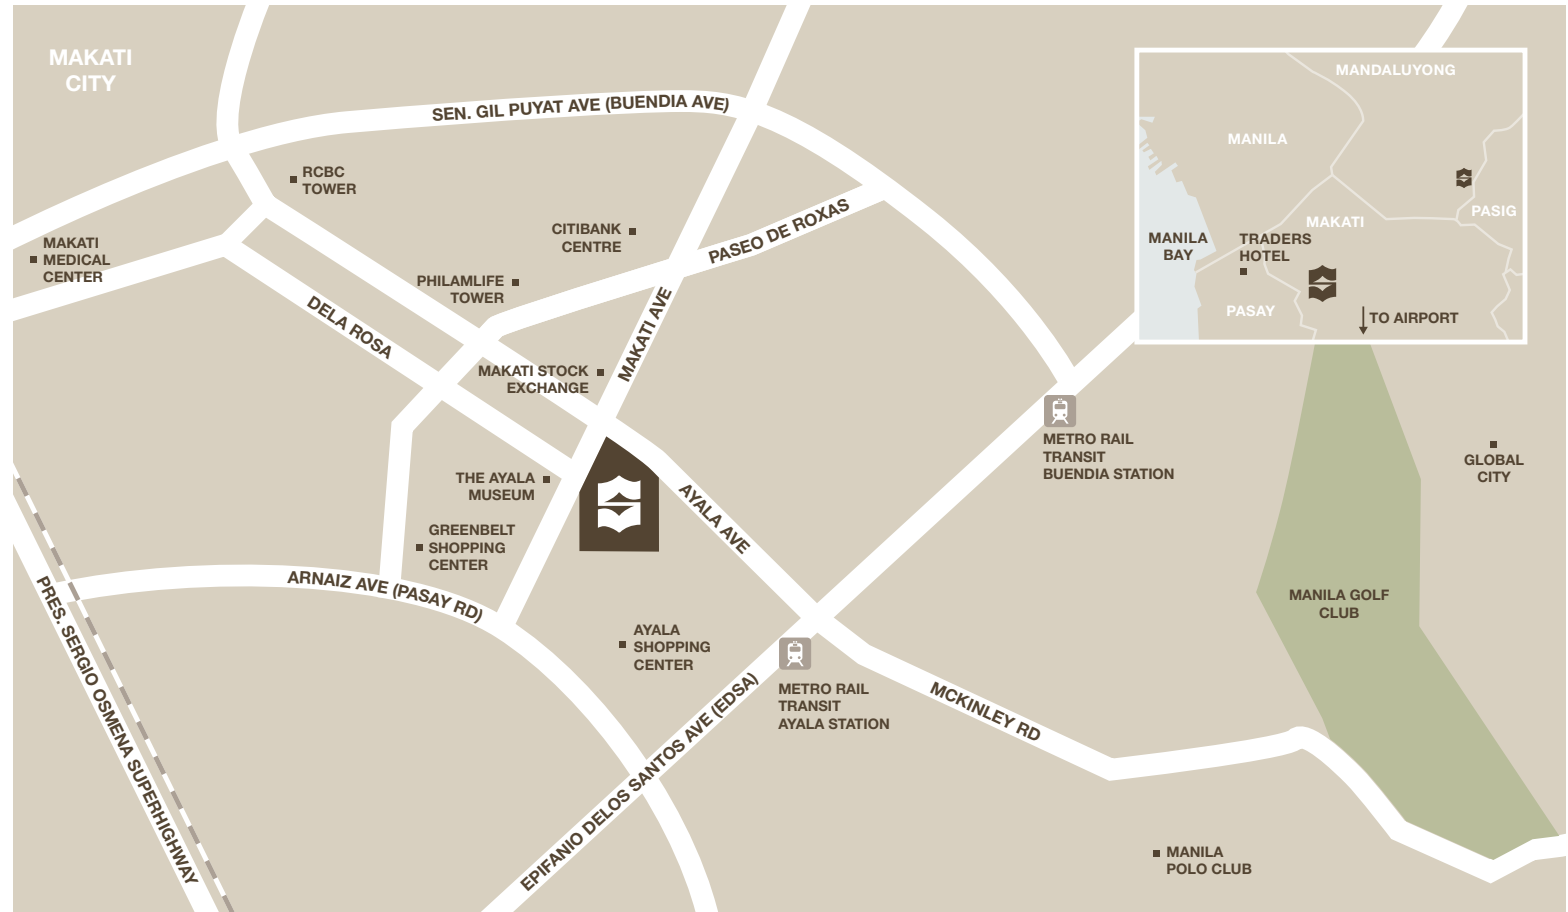 MAKATI
CITY
SEN. GIL PUYAT AVE (BUENDIA AVE)
RCBC
TOWER
MAKATI
MEDICAL
CENTER
CITIBANK
CENTRE
PASEO DE ROXAS
PHILAMLIFE
TOWER
DELA ROSA
MAKATI AVE
MAKATI STOCK
EXCHANGE
THE AYALA
MUSEUM
GREENBELT
SHOPPING
CENTER
AYALA AVE
ARNAIZ AVE (PASAY RD)
PRES. SERGIO OSMENA SUPERHIGHWAY
AYALA
SHOPPING
CENTER
EPIFANIO DELOS SANTOS AVE (EDSA)
METRO RAIL
TRANSIT
AYALA STATION
METRO RAIL
TRANSIT
BUENDIA STATION
MCKINLEY RD
MANILA
POLO CLUB
MANILA GOLF
CLUB
GLOBAL
CITY
MANDALUYONG
MANILA
PASIG
MAKATI
MANILA
BAY
TRADERS
HOTEL
PASAY
TO AIRPORT